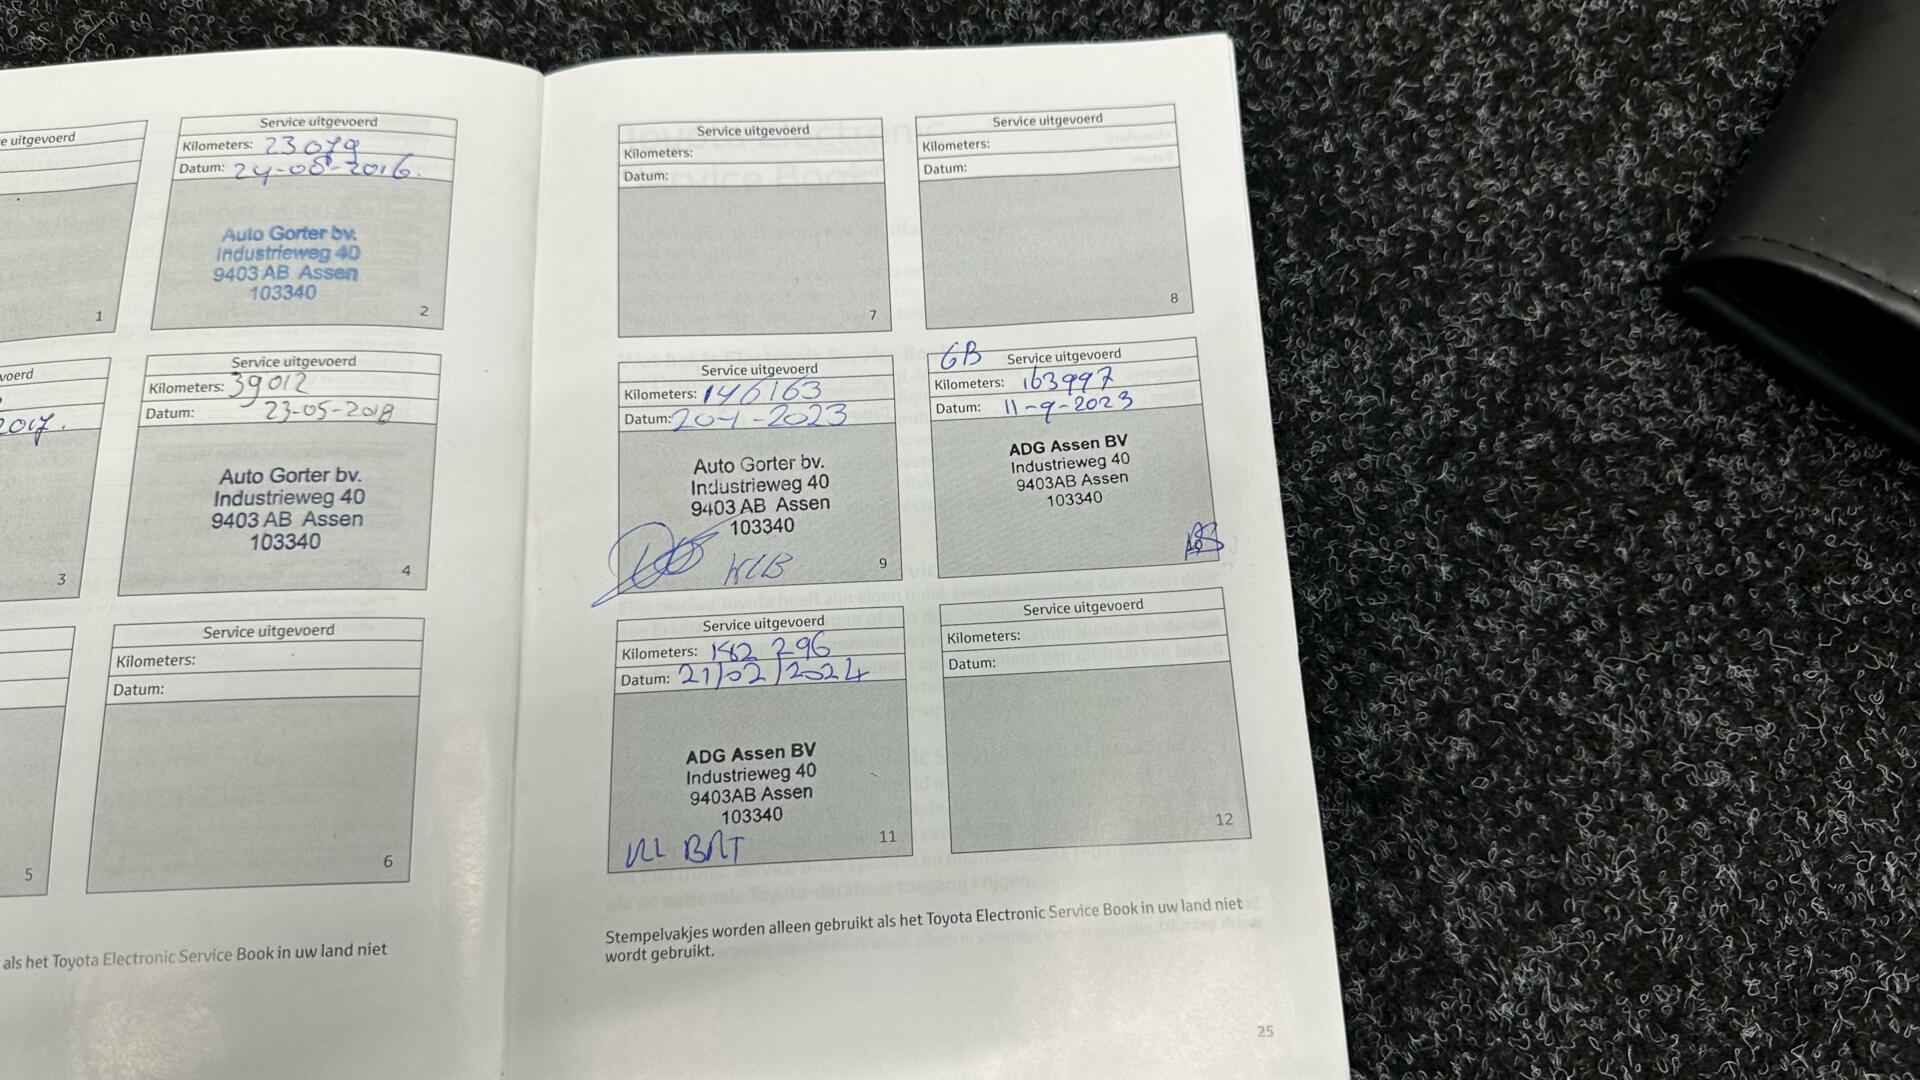 e uitgevoerd
1
Service uitgevoerd
Kilometers: 23079
Datum: 24-08-2016.
Auto Gorter bv.
Industrieweg 40
9403 AB Assen
103340
2
voerd
2017.
3
Service uitgevoerd
Kilometers: 39012
Datum: 23-05-2018
Auto Gorter bv.
Industrieweg 40
9403 AB Assen
103340
4
5
Service uitgevoerd
Kilometers:
Datum:
6
als het Toyota Electronic Service Book in uw land niet
Service uitgevoerd
Kilometers:
Datum:
7
Service uitgevoerd
Kilometers:
Datum:
8
Service uitgevoerd
Kilometers: 146163
Datum: 20-1-2023
Auto Gorter bv.
Industrieweg 40
9403 AB Assen
103340
9
GB Service uitgevoerd
Kilometers: 163997
Datum: 11-9-2023
ADG Assen BV
Industrieweg 40
9403AB Assen
103340
Service uitgevoerd
Kilometers: 182 296
Datum: 21/02/2024
ADG Assen BV
Industrieweg 40
9403AB Assen
103340
BAT
11
Service uitgevoerd
Kilometers:
Datum:
12
Stempelvakjes worden alleen gebruikt als het Toyota Electronic Service Book in uw land niet
wordt gebruikt.
25